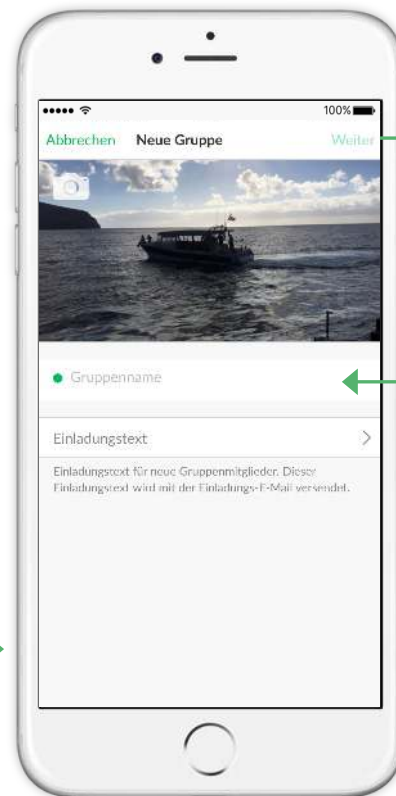 100%
Abbrechen Neue Gruppe Weiter
Gruppenname
Einladungstext
Einladungstext für neue Gruppenmitglieder. Dieser
Einladungstext wird mit der Einladungs-E-Mail versendet.